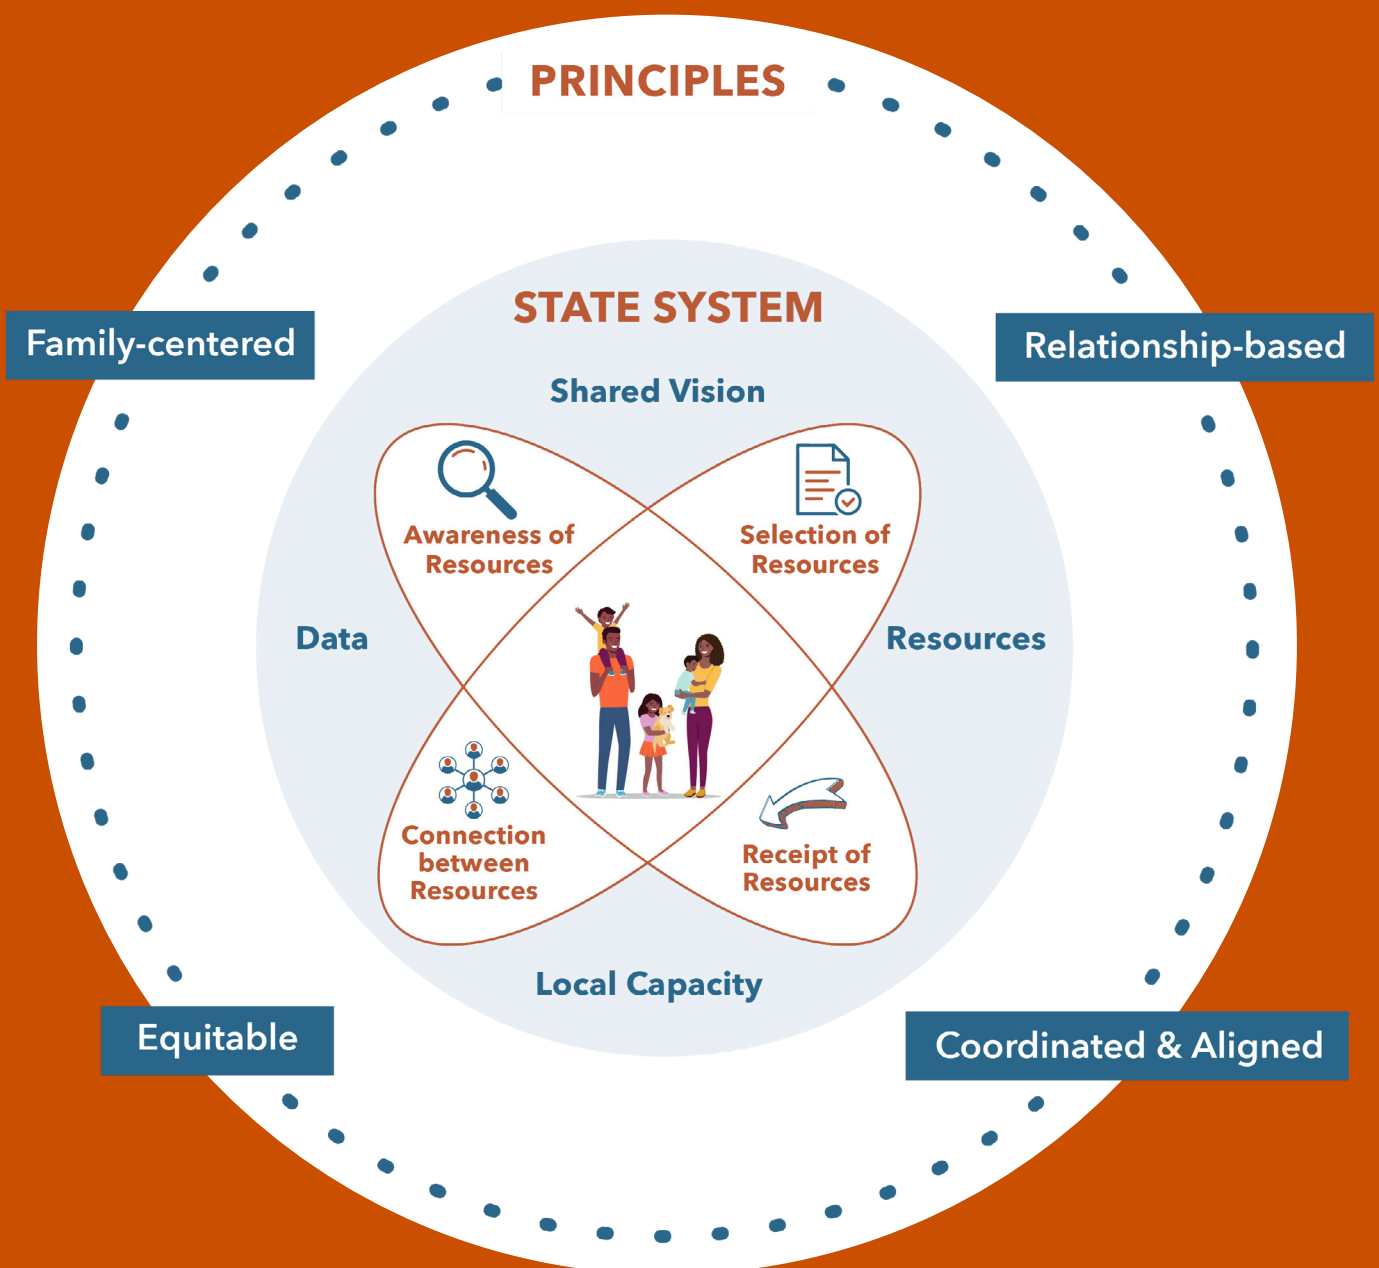 PRINCIPLES
STATE SYSTEM
Family-centered
Relationship-based
Shared Vision
Awareness of
Resources
Selection of
Resources
Data
Resources
Connection
between
Resources
Receipt of
Resources
Local Capacity
Equitable
Coordinated & Aligned